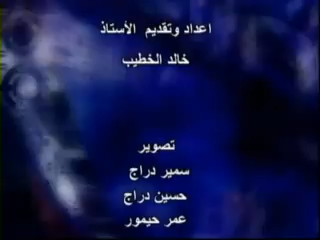 اعداد وتقديم الأستاذ
خالد الخطيب
تصوير
سمير دراج
حسين دراج
عمر حيمور